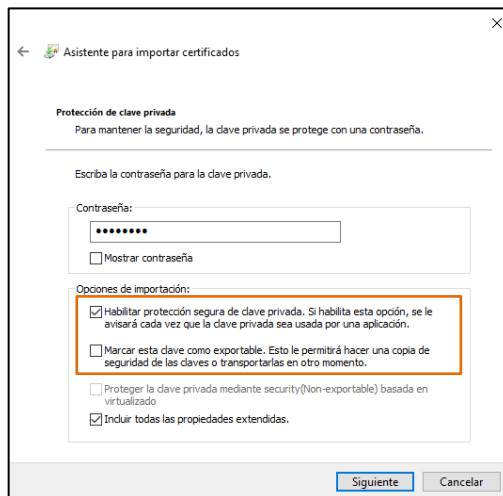 Asistente para importar certificados
Protección de clave privada
Para mantener la seguridad, la clave privada se protege con una contraseña.
Escriba la contraseña para la clave privada.
Contraseña:
••••••••
Mostrar contraseña
Opciones de importación:
Habilitar protección segura de clave privada. Si habilita esta opción, se le
avisará cada vez que la clave privada sea usada por una aplicación.
Marcar esta clave como exportable. Esto le permitirá hacer una copia de
seguridad de las claves o transportarlas en otro momento.
Proteger la clave privada mediante security(Non-exportable) basada en
virtualizado
Incluir todas las propiedades extendidas.
Siguiente
Cancelar